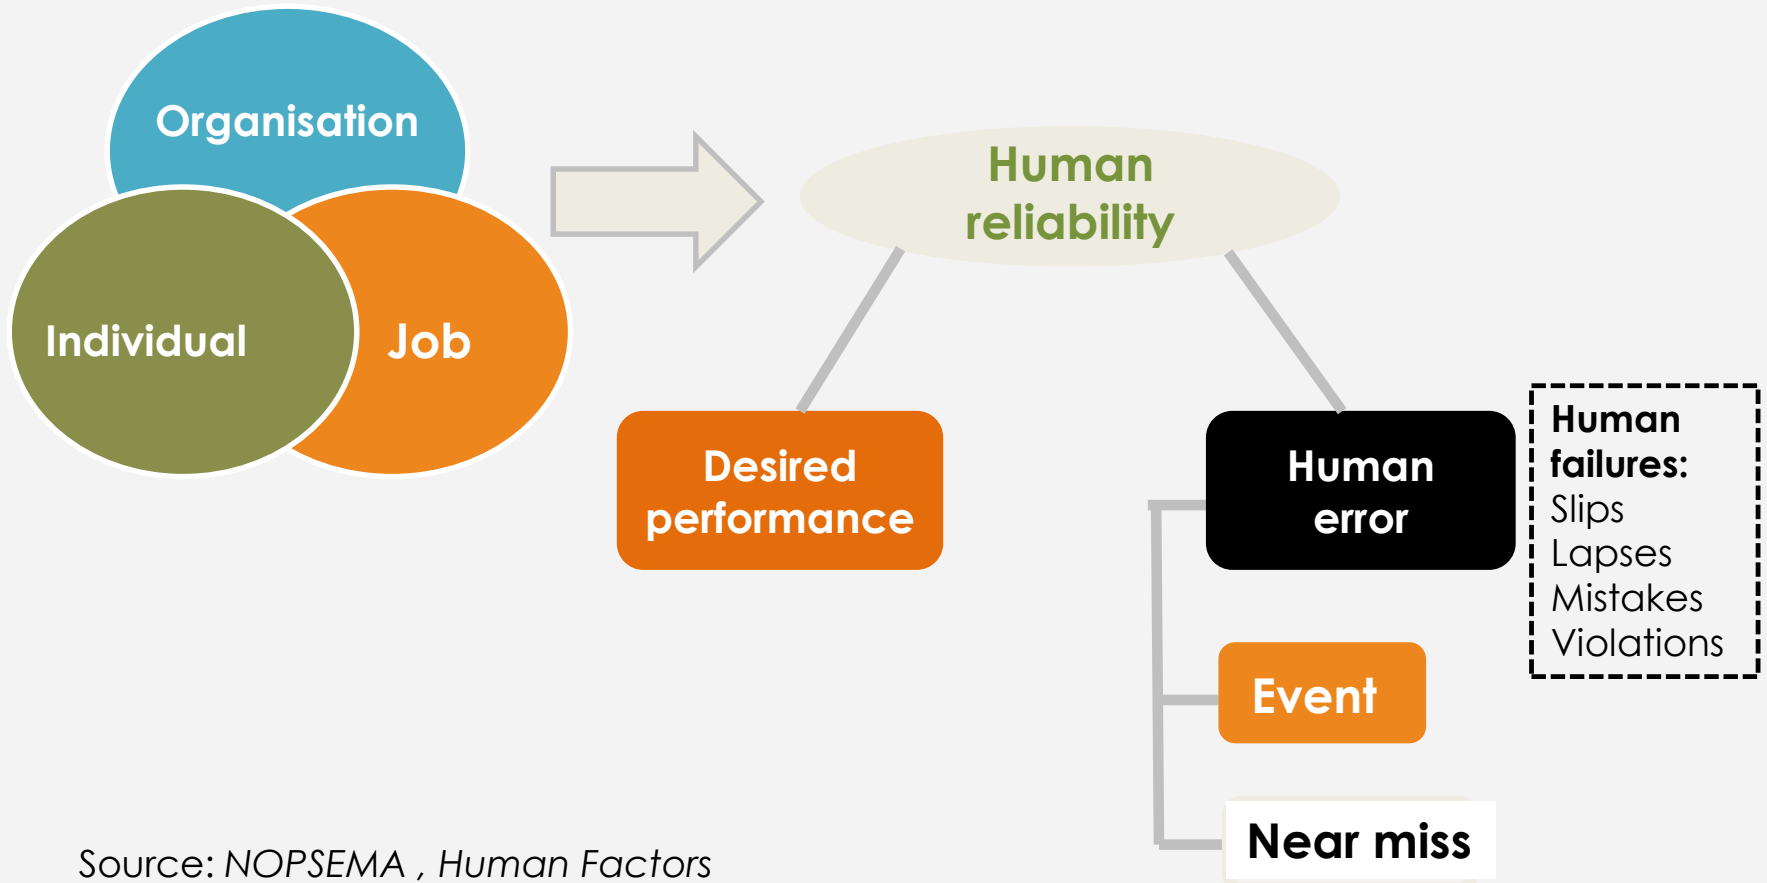 Organisation
Individual
Job
Human
reliability
Desired
performance
Human
error
Human
failures:
Slips
Lapses
Mistakes
Violations
Event
Near miss
Source: NOPSEMA , Human Factors